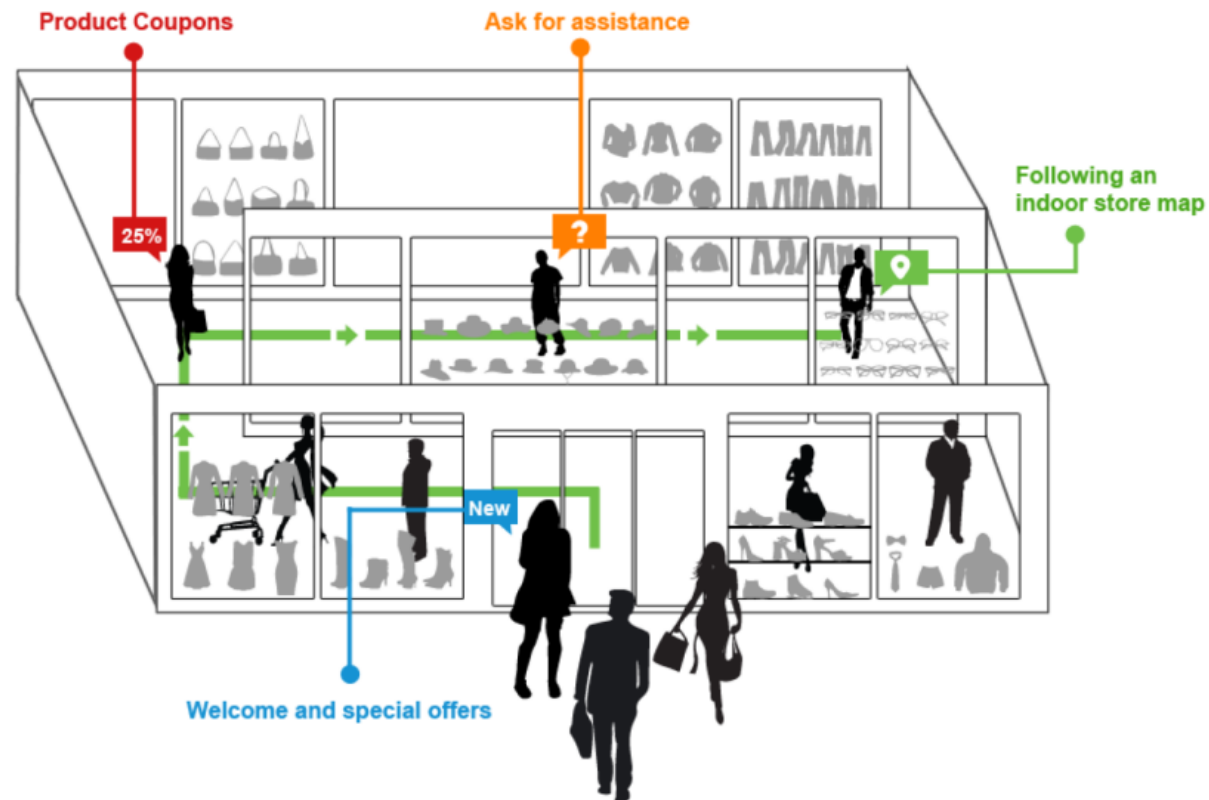 Product Coupons
Ask for assistance
Following an
indoor store map
25%
?
New
Welcome and special offers